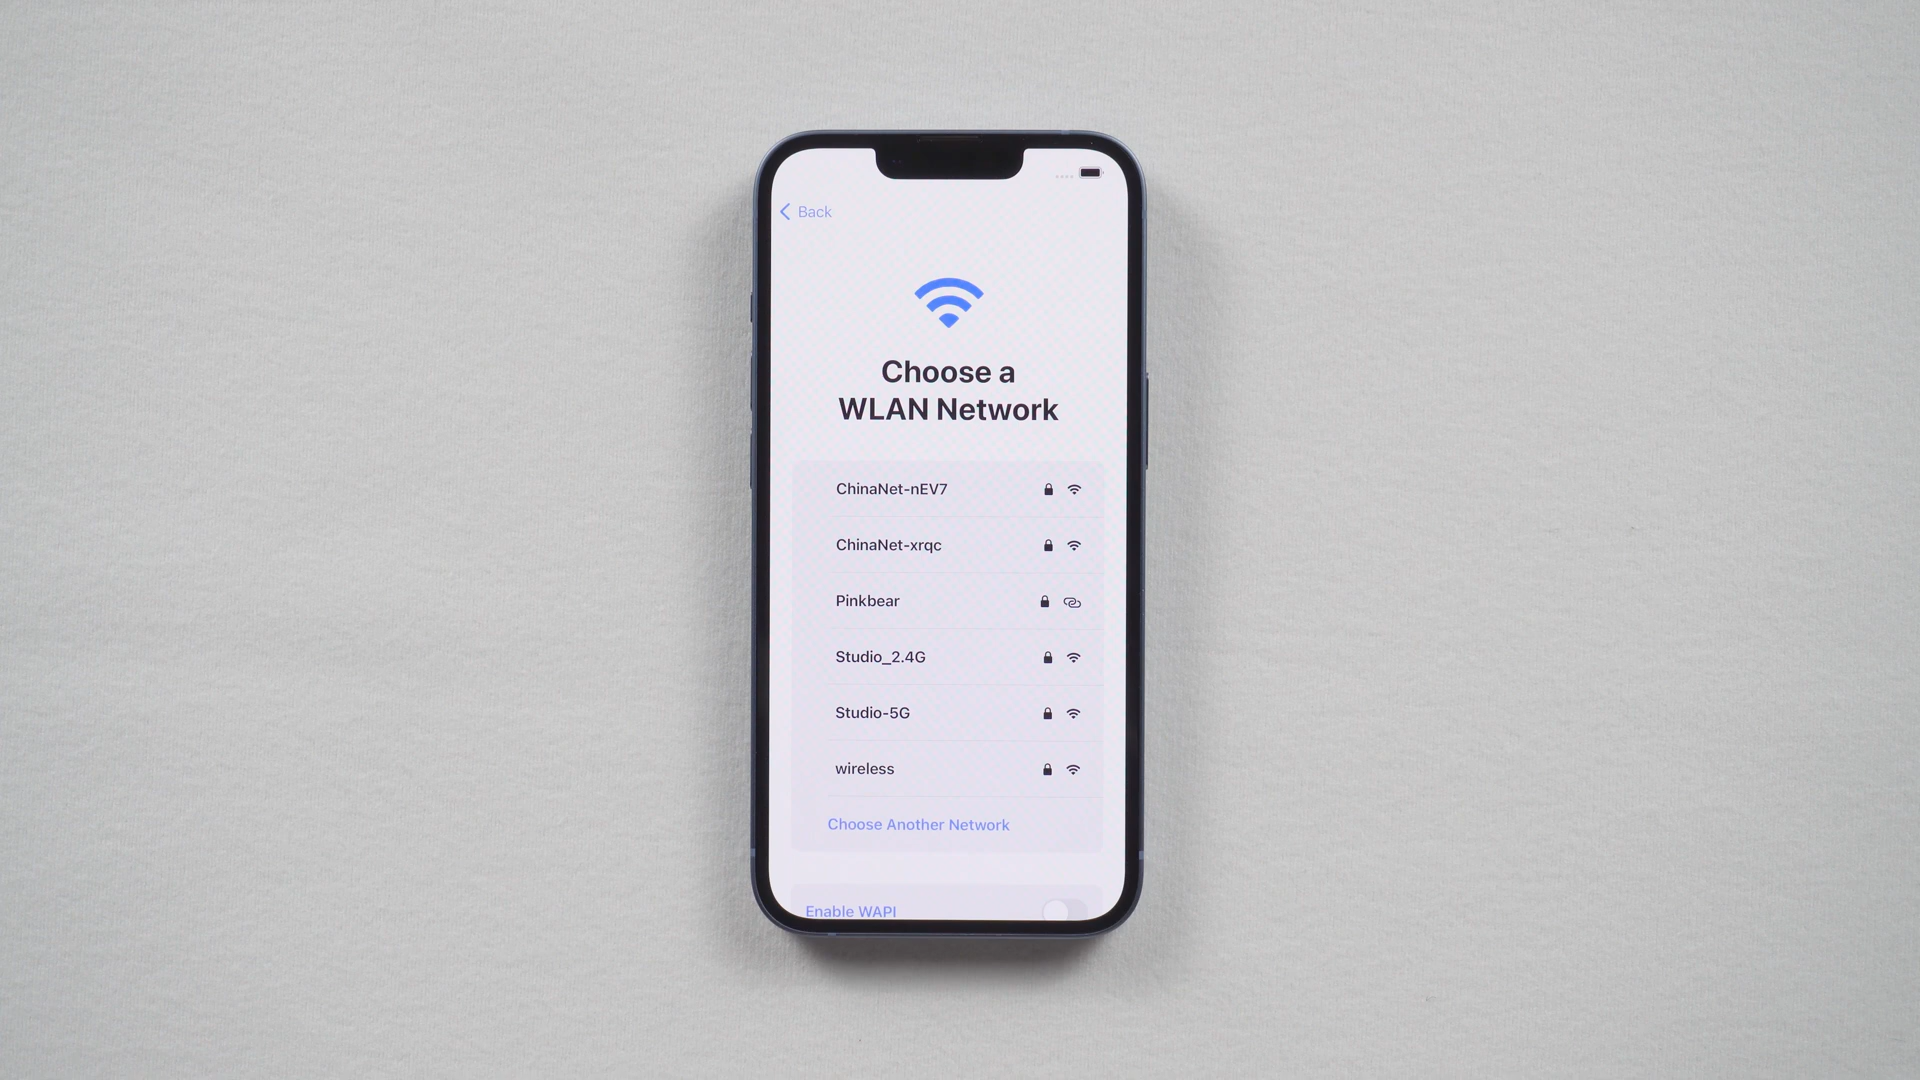 Back
Choose a
WLAN Network
ChinaNet-nEV7
ChinaNet-xrqc
Pinkbear
Studio_2.4G
Studio-5G
wireless
Choose Another Network
Enable WAPI